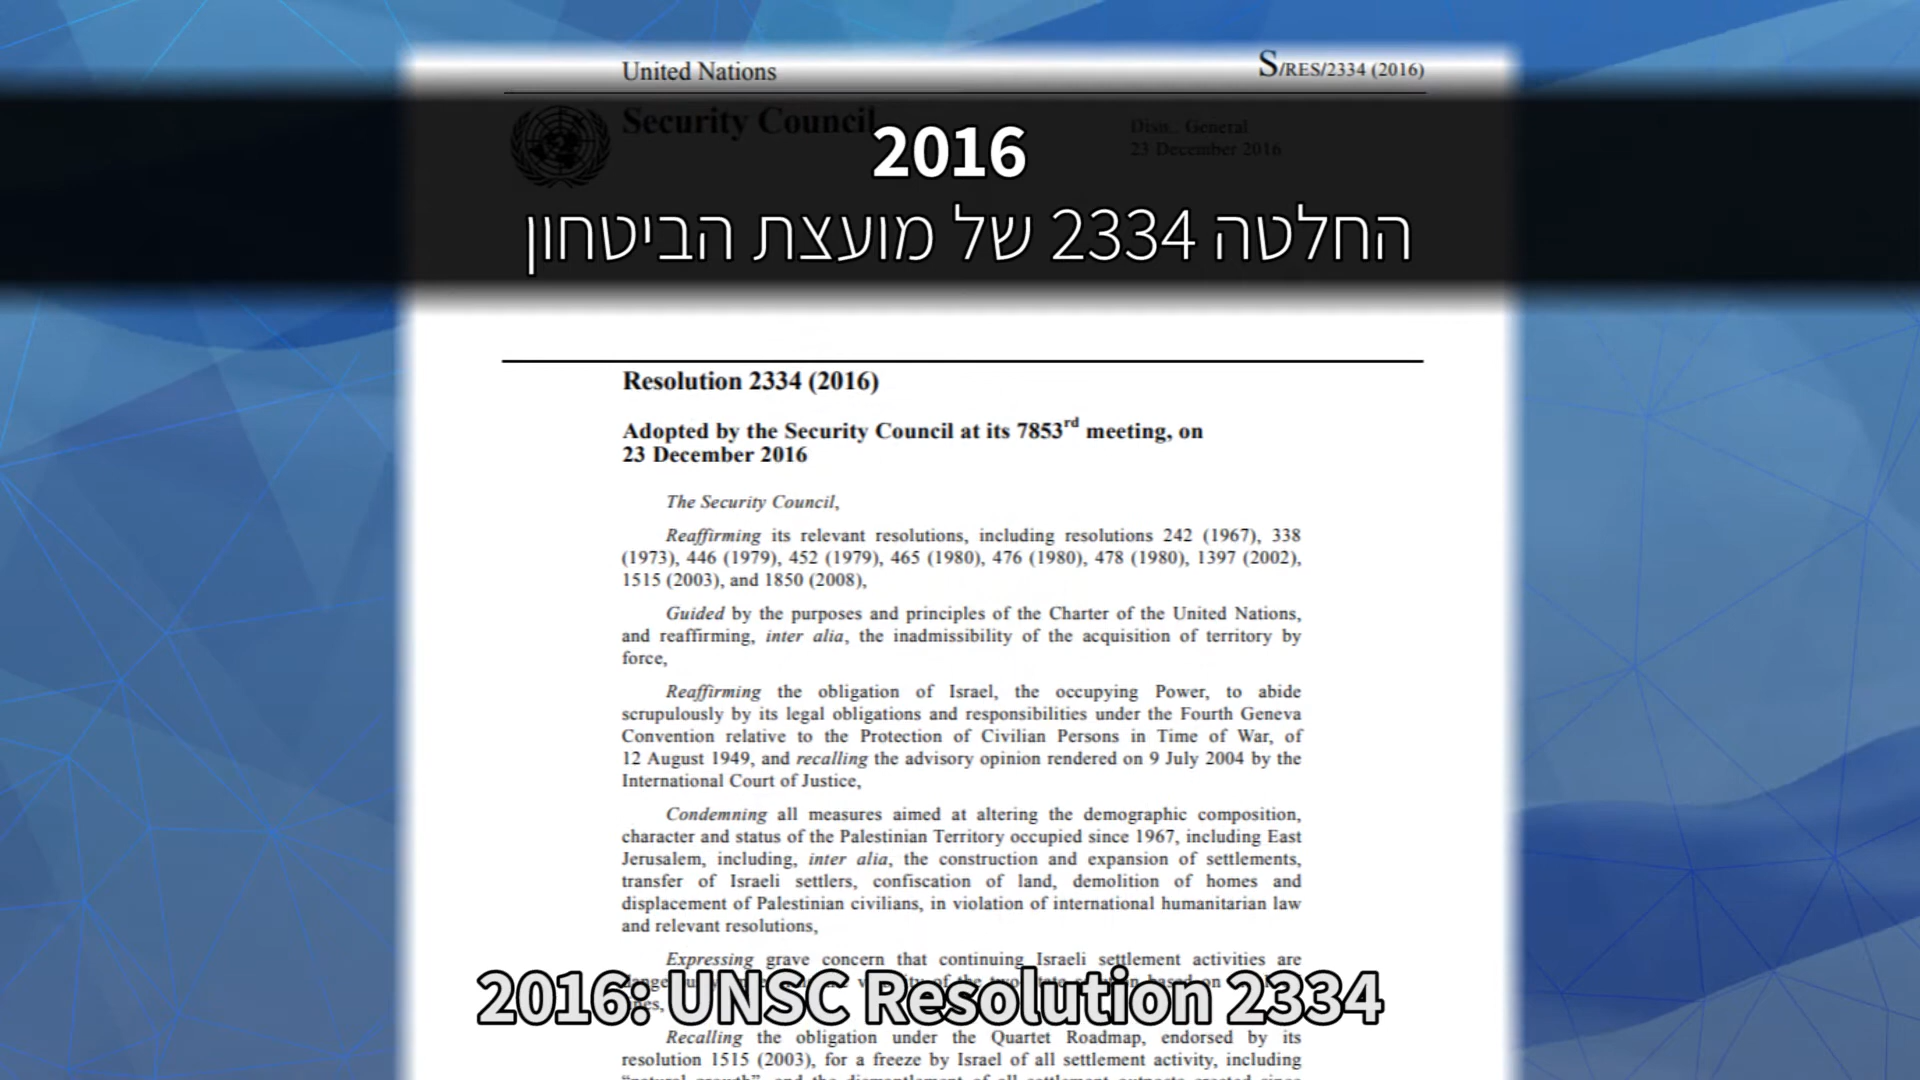 United Nations
S/RES/2334 (2016)
Security Council
Distr.: General
23 December 2016
2016
החלטה 2334 של מועצת הביטחון
Resolution 2334 (2016)
Adopted by the Security Council at its 7853rd meeting, on
23 December 2016
The Security Council,
Reaffirming its relevant resolutions, including resolutions 242 (1967), 338
(1973), 446 (1979), 452 (1979), 465 (1980), 476 (1980), 478 (1980), 1397 (2002),
1515 (2003), and 1850 (2008),
Guided by the purposes and principles of the Charter of the United Nations,
and reaffirming, inter alia, the inadmissibility of the acquisition of territory by
force,
Reaffirming the obligation of Israel, the occupying Power, to abide
scrupulously by its legal obligations and responsibilities under the Fourth Geneva
Convention relative to the Protection of Civilian Persons in Time of War, of
12 August 1949, and recalling the advisory opinion rendered on 9 July 2004 by the
International Court of Justice,
Condemning all measures aimed at altering the demographic composition,
character and status of the Palestinian Territory occupied since 1967, including East
Jerusalem, including, inter alia, the construction and expansion of settlements,
transfer of Israeli settlers, confiscation of land, demolition of homes and
displacement of Palestinian civilians, in violation of international humanitarian law
and relevant resolutions,
Expressing grave concern that continuing Israeli settlement activities are
2016: UNSC Resolution 2334
Recalling the obligation under the Quartet Roadmap, endorsed by its
resolution 1515 (2003), for a freeze by Israel of all settlement activity, including